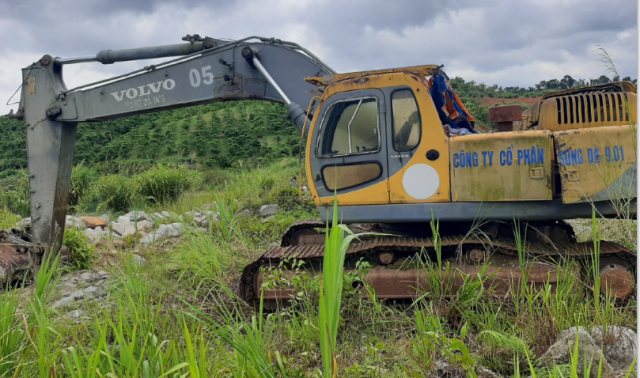 VOLVO 05
CÔNG TY CỔ PHẦN SÔNG ĐÀ 9.01